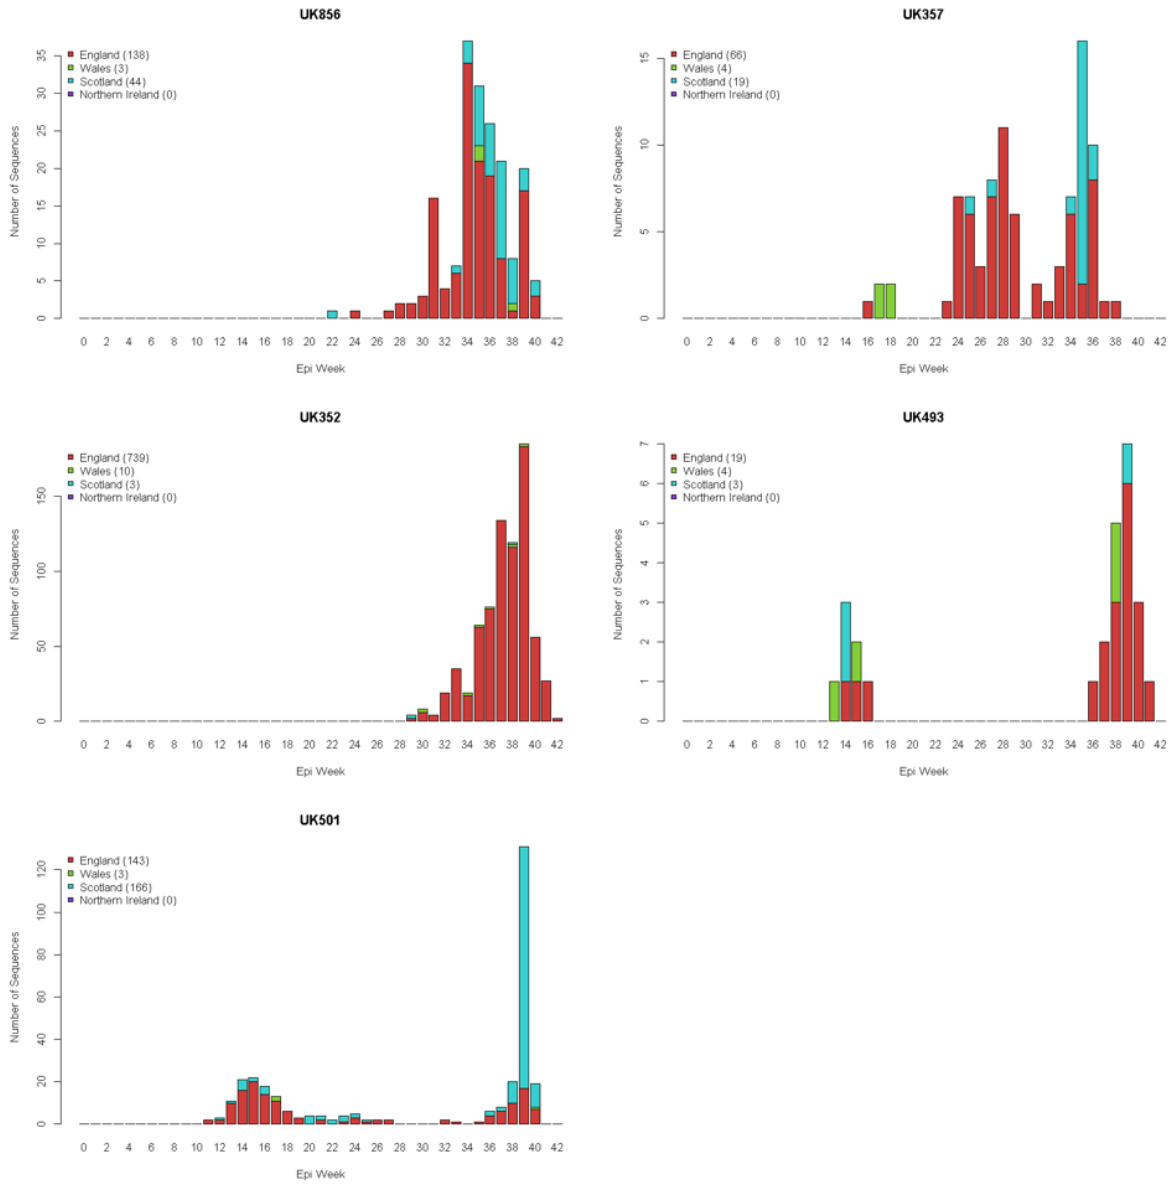 UK856
England (138)
Wales (3)
Scotland (44)
Northern Ireland (0)
Number of Sequences
0 5 10 15 20 25 30 35
0 2 4 6 8 10 12 14 16 18 20 22 24 26 28 30 32 34 36 38 40 42
Epi Week
UK357
England (66)
Wales (4)
Scotland (19)
Northern Ireland (0)
Number of Sequences
0 5 10 15
0 2 4 6 8 10 12 14 16 18 20 22 24 26 28 30 32 34 36 38 40 42
Epi Week
UK352
England (739)
Wales (10)
Scotland (3)
Northern Ireland (0)
Number of Sequences
0 50 100 150
0 2 4 6 8 10 12 14 16 18 20 22 24 26 28 30 32 34 36 38 40 42
Epi Week
UK493
England (19)
Wales (4)
Scotland (3)
Northern Ireland (0)
Number of Sequences
0 1 2 3 4 5 6 7
0 2 4 6 8 10 12 14 16 18 20 22 24 26 28 30 32 34 36 38 40 42
Epi Week
UK501
England (143)
Wales (3)
Scotland (166)
Northern Ireland (0)
Number of Sequences
0 20 40 60 80 100 120
0 2 4 6 8 10 12 14 16 18 20 22 24 26 28 30 32 34 36 38 40 42
Epi Week